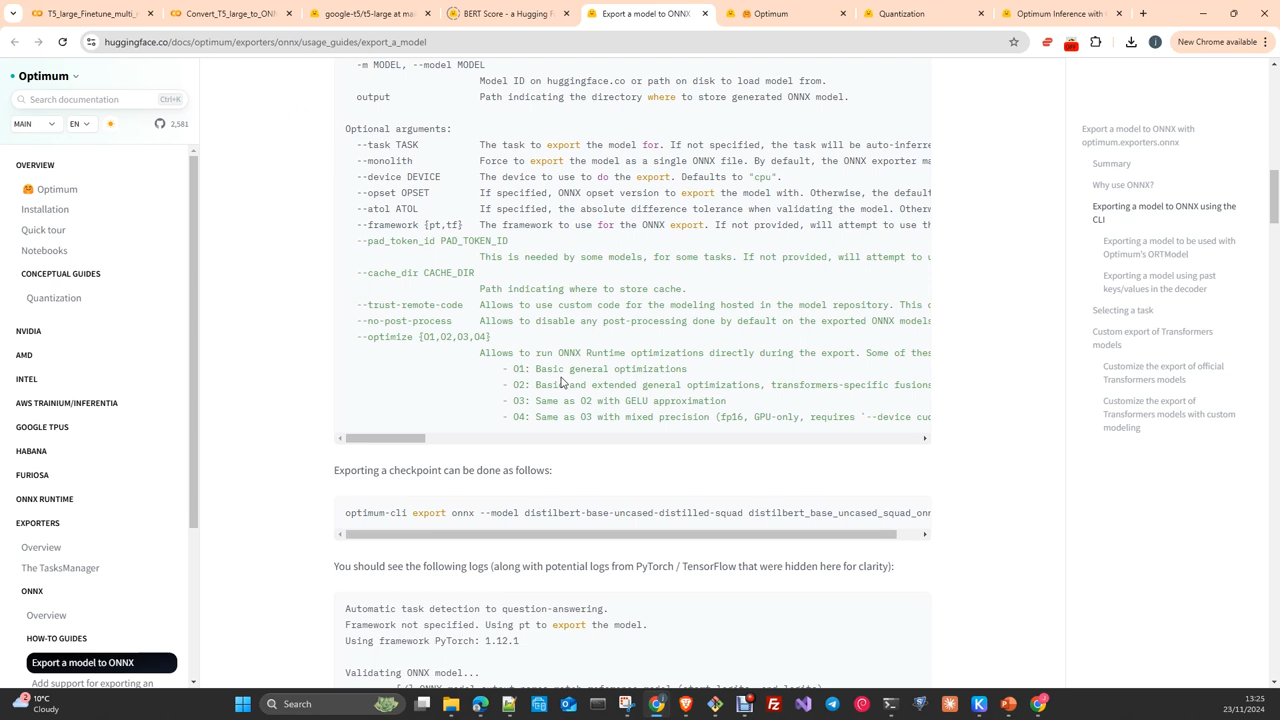 T5_large_Finetune_multi_
Convert_T5_large_to_ONN
google-t5/t5-large at main
BERT Score - a Hugging F
Export a model to ONNX
Optimum
Quantization
Optimum Inference with
huggingface.co/docs/optimum/exporters/onnx/usage_guides/export_a_model
OFF
i
New Chrome available
Optimum
Search documentation
Ctrl+K
MAIN
EN
2,581
OVERVIEW
Optimum
Installation
Quick tour
Notebooks
CONCEPTUAL GUIDES
Quantization
NVIDIA
AMD
INTEL
AWS TRAINIUM/INFERENTIA
GOOGLE TPUS
HABANA
FURIOSA
ONNX RUNTIME
EXPORTERS
Overview
The TasksManager
ONNX
Overview
HOW-TO GUIDES
Export a model to ONNX
Add support for exporting an
-m MODEL, --model MODEL
Model ID on huggingface.co or path on disk to load model from.
output Path indicating the directory where to store generated ONNX model.
Optional arguments:
--task TASK The task to export the model for. If not specified, the task will be auto-inferre
--monolith Force to export the model as a single ONNX file. By default, the ONNX exporter ma
--device DEVICE The device to use to do the export. Defaults to "cpu".
--opset OPSET If specified, ONNX opset version to export the model with. Otherwise, the default
--atol ATOL If specified, the absolute difference tolerance when validating the model. Otherw
--framework {pt,tf} The framework to use for the ONNX export. If not provided, will attempt to use th
--pad_token_id PAD_TOKEN_ID
This is needed by some models, for some tasks. If not provided, will attempt to u
--cache_dir CACHE_DIR
Path indicating where to store cache.
--trust-remote-code Allows to use custom code for the modeling hosted in the model repository. This o
--no-post-process Allows to disable any post-processing done by default on the exported ONNX models
--optimize {O1,O2,O3,O4}
Allows to run ONNX Runtime optimizations directly during the export. Some of thes
- O1: Basic general optimizations
- O2: Basic and extended general optimizations, transformers-specific fusions
- O3: Same as O2 with GELU approximation
- O4: Same as O3 with mixed precision (fp16, GPU-only, requires `--device cud
Exporting a checkpoint can be done as follows:
optimum-cli export onnx --model distilbert-base-uncased-distilled-squad distilbert_base_uncased_squad_onn
You should see the following logs (along with potential logs from PyTorch / TensorFlow that were hidden here for clarity):
Automatic task detection to question-answering.
Framework not specified. Using pt to export the model.
Using framework PyTorch: 1.12.1
Validating ONNX model...
Export a model to ONNX with
optimum.exporters.onnx
Summary
Why use ONNX?
Exporting a model to ONNX using the
CLI
Exporting a model to be used with
Optimum's ORTModel
Exporting a model using past
keys/values in the decoder
Selecting a task
Custom export of Transformers
models
Customize the export of official
Transformers models
Customize the export of
Transformers models with custom
modeling
2
10°C
Cloudy
Search
13:25
23/11/2024